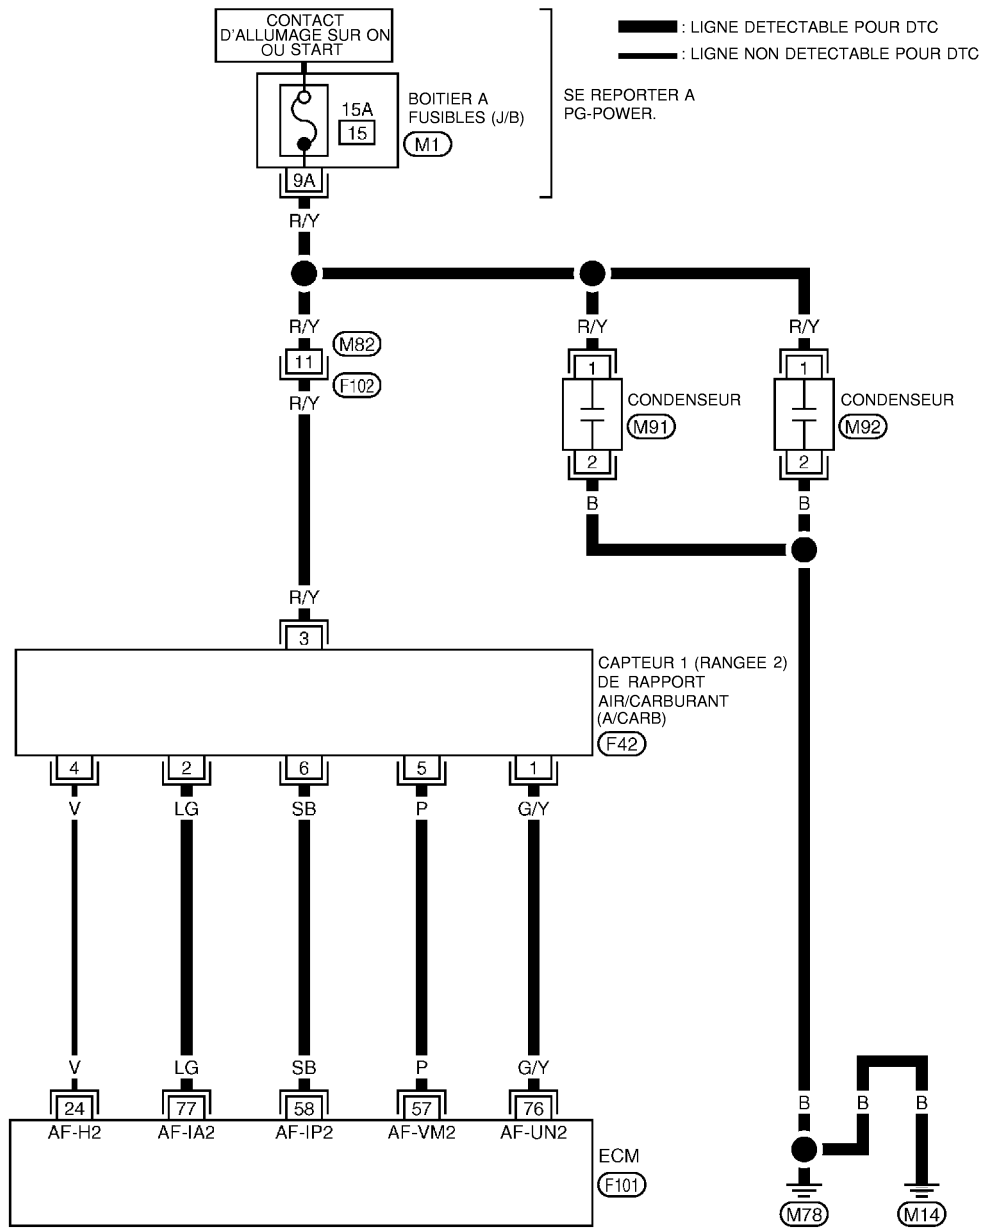 CONTACT
D'ALLUMAGE SUR ON
OU START
: LIGNE DETECTABLE POUR DTC
: LIGNE NON DETECTABLE POUR DTC
15A
15
BOITIER A
FUSIBLES (J/B)
M1
SE REPORTER A
PG-POWER.
9A
R/Y
R/Y
R/Y
R/Y
11
M82
F102
R/Y
1
1
CONDENSEUR
M91
CONDENSEUR
M92
2
2
B
B
R/Y
3
CAPTEUR 1 (RANGEE 2)
DE RAPPORT
AIR/CARBURANT
(A/CARB)
F42
4
2
6
5
1
V
LG
SB
P
G/Y
V
LG
SB
P
G/Y
24
77
58
57
76
AF-H2
AF-IA2
AF-IP2
AF-VM2
AF-UN2
ECM
F101
B
B
B
M78
M14